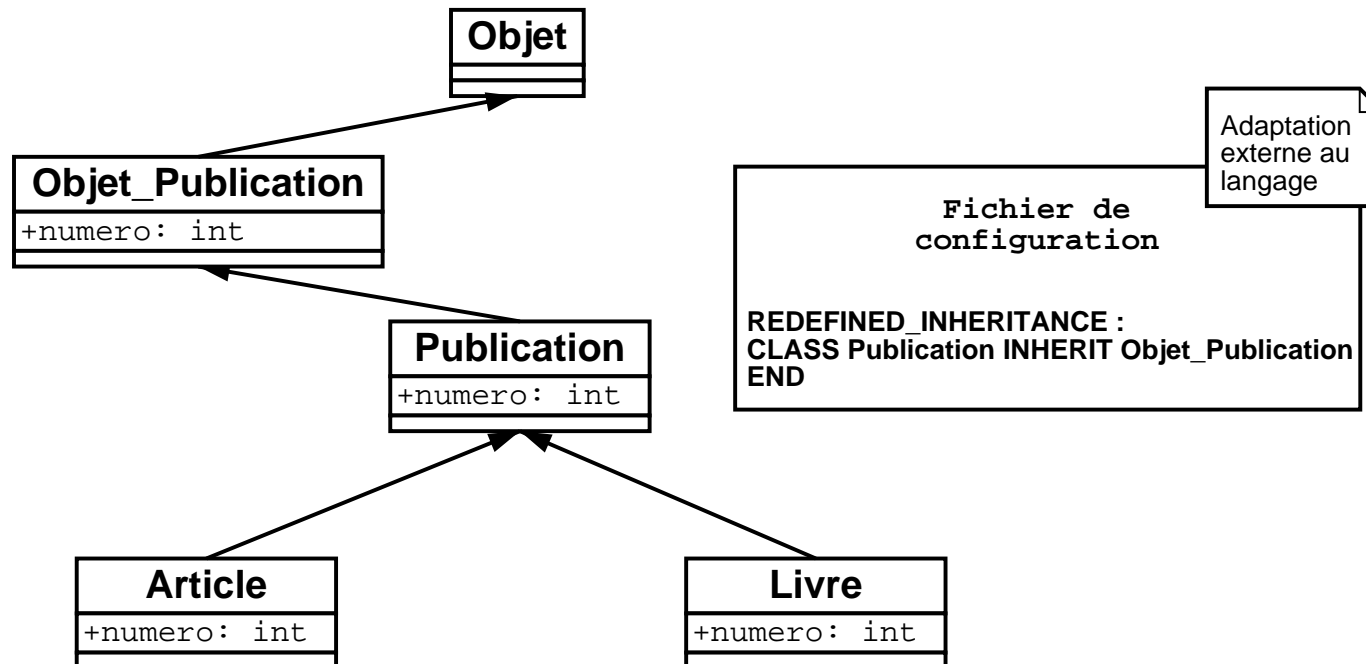 Objet
Objet_Publication
+numero: int
Publication
+numero: int
Article
+numero: int
Livre
+numero: int
Adaptation
externe au
langage
Fichier de
configuration
REDEFINED_INHERITANCE :
CLASS Publication INHERIT Objet_Publication
END